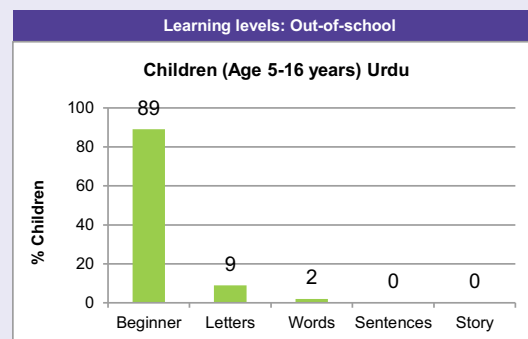 Learning levels: Out-of-school
Children (Age 5-16 years) Urdu
% Children
100
80
60
40
20
0
89
9
2
0
0
Beginner
Letters
Words
Sentences
Story